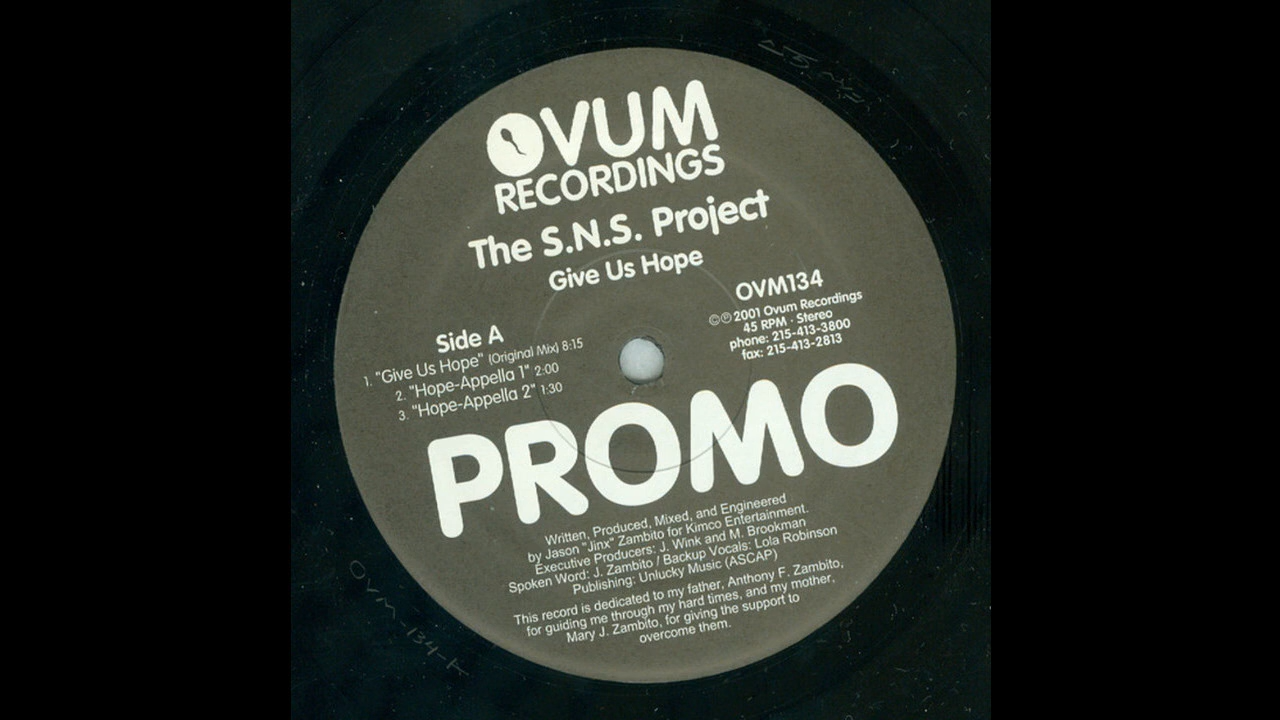 OVUM
RECORDINGS
The S.N.S. Project
Give Us Hope
OVM134
©℗ 2001 Ovum Recordings
45 RPM · Stereo
phone: 215-413-3800
fax: 215-413-2813
Side A
1. "Give Us Hope" (Original Mix) 8:15
2. "Hope-Appella 1" 2:00
3. "Hope-Appella 2" 1:30
PROMO
Written, Produced, Mixed, and Engineered
by Jason "Jinx" Zambito for Kimco Entertainment.
Executive Producers: J. Wink and M. Brookman
Spoken Word: J. Zambito / Backup Vocals: Lola Robinson
Publishing: Unlucky Music (ASCAP)
This record is dedicated to my father, Anthony F. Zambito,
for guiding me through my hard times, and my mother,
Mary J. Zambito, for giving the support to
overcome them.
OVM-134-A